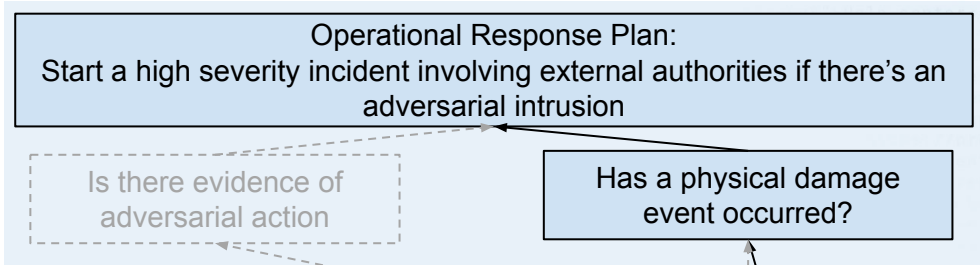 Operational Response Plan:
Start a high severity incident involving external authorities if there’s an
adversarial intrusion
Is there evidence of
adversarial action
Has a physical damage
event occurred?